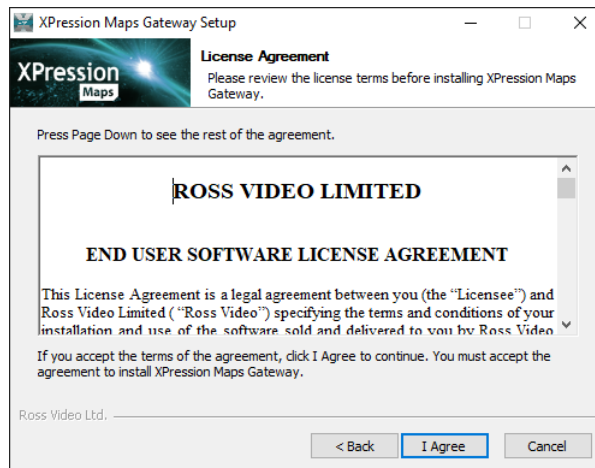 XPression Maps Gateway Setup
XPression
Maps
License Agreement
Please review the license terms before installing XPression Maps
Gateway.
Press Page Down to see the rest of the agreement.
ROSS VIDEO LIMITED
END USER SOFTWARE LICENSE AGREEMENT
This License Agreement is a legal agreement between you (the “Licensee”) and
Ross Video Limited ( “Ross Video”) specifying the terms and conditions of your
installation and use of the software sold and delivered to you by Ross Video
If you accept the terms of the agreement, click I Agree to continue. You must accept the
agreement to install XPression Maps Gateway.
Ross Video Ltd.
< Back
I Agree
Cancel